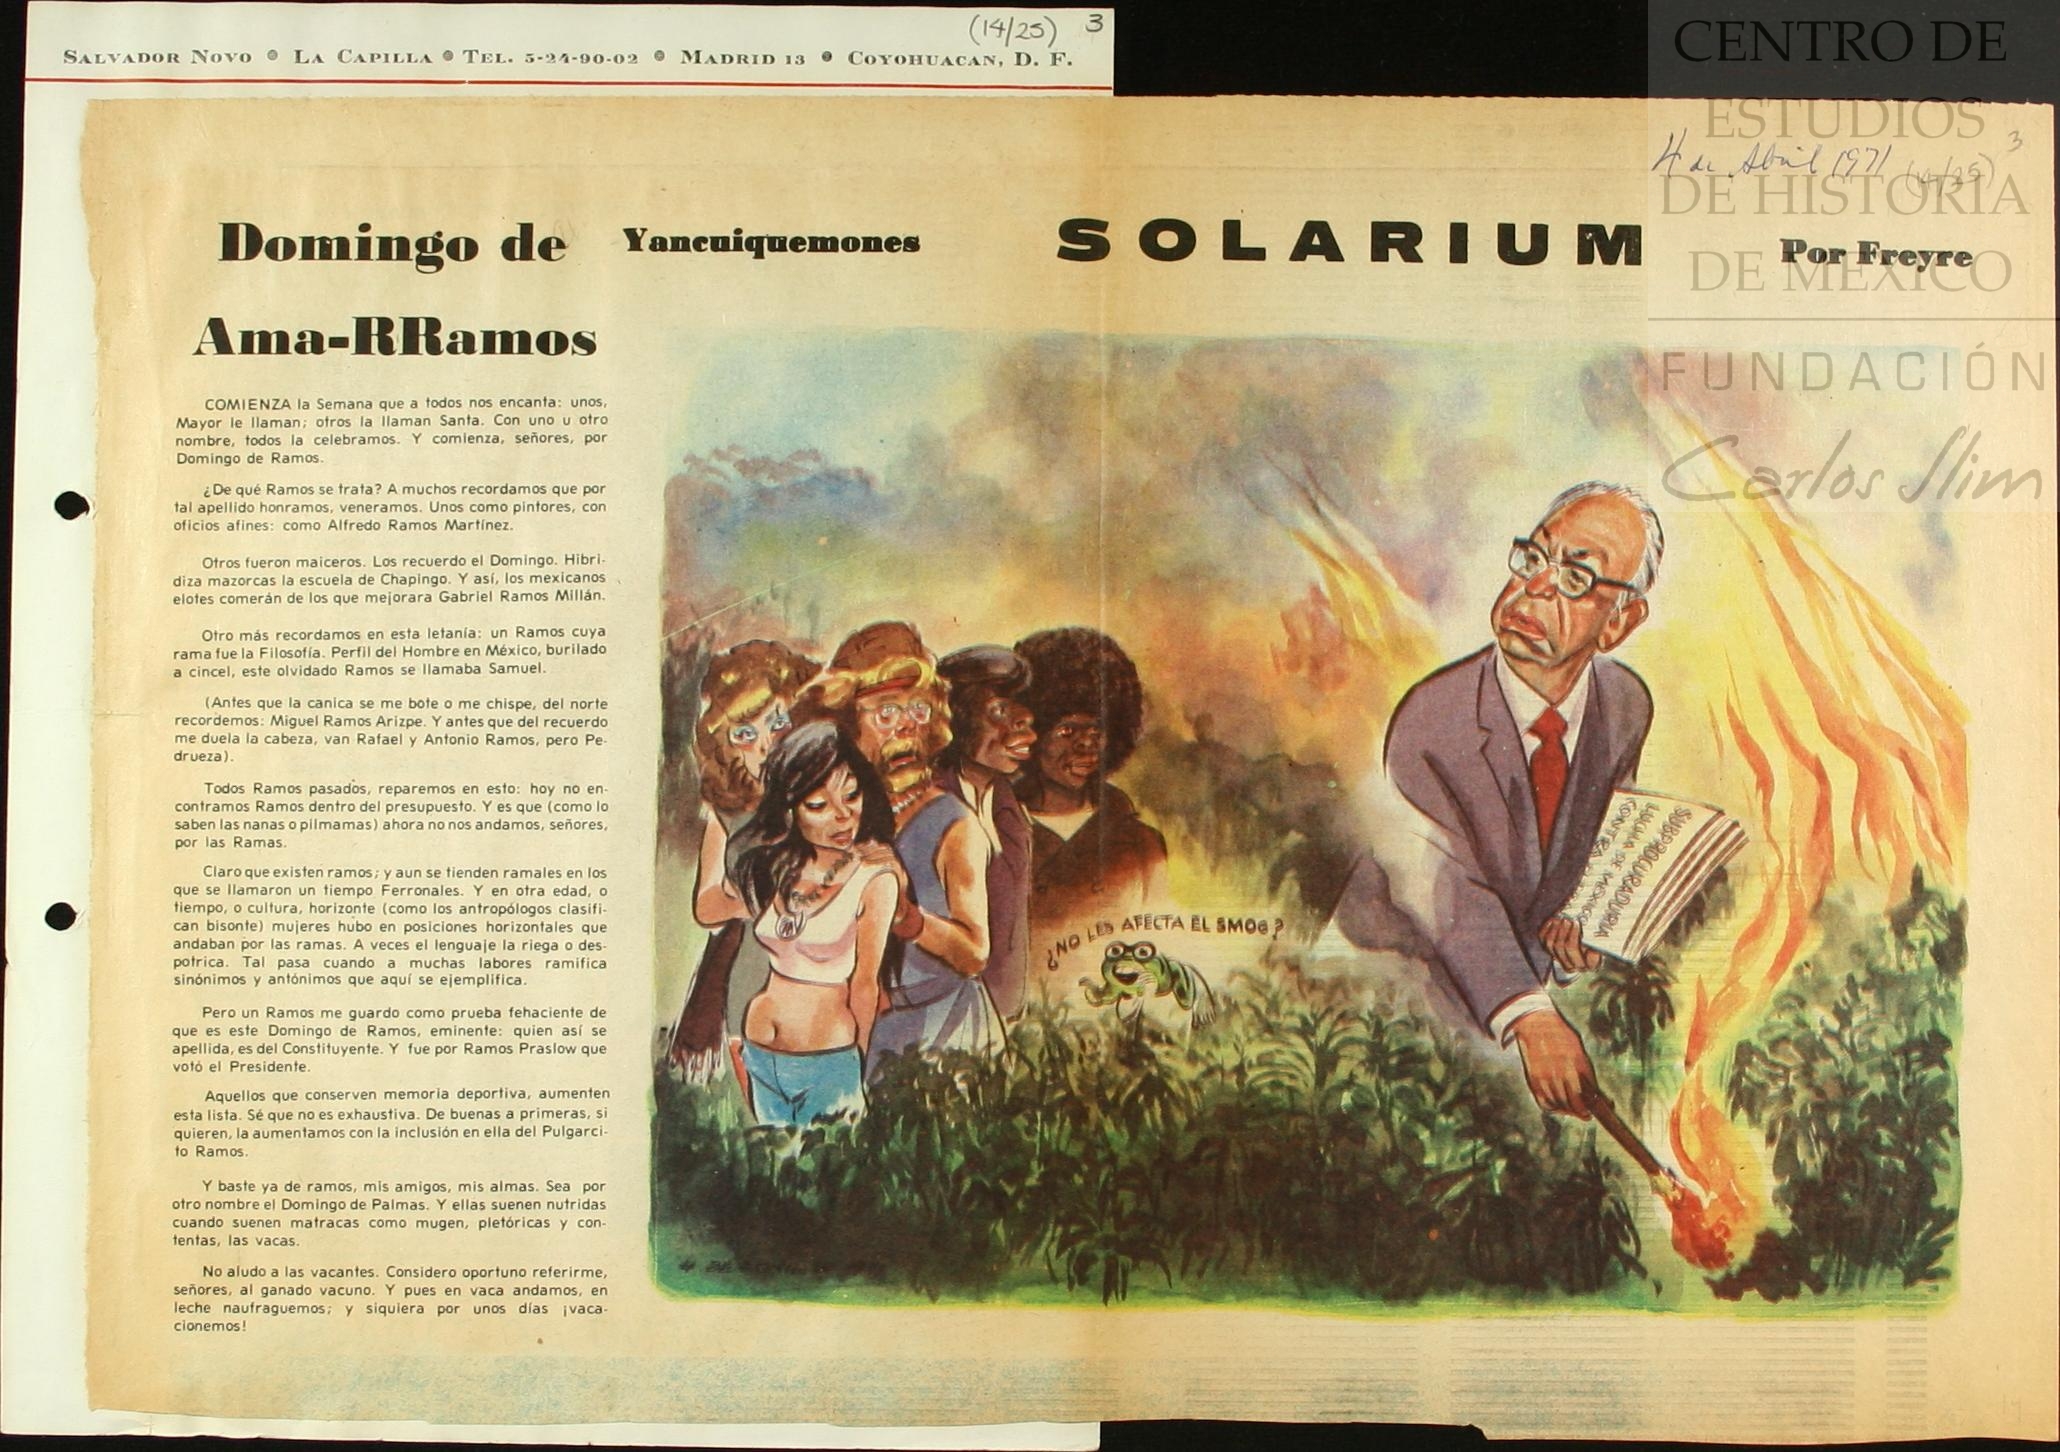 (14/25) 3
SALVADOR NOVO • LA CAPILLA • TEL. 5-24-90-02 • MADRID 13 • COYOHUACAN, D. F.
CENTRO DE
ESTUDIOS
DE HISTORIA
DE MEXICO
FUNDACIÓN
Carlos Slim
4 de Abril 1971 (14/25) 3
Domingo de
Ama-RRamos
Yancuiquemones
SOLARIUM
Por Freyre
COMIENZA la Semana que a todos nos encanta: unos,
Mayor le llaman; otros la llaman Santa. Con uno u otro
nombre, todos la celebramos. Y comienza, señores, por
Domingo de Ramos.
¿De qué Ramos se trata? A muchos recordamos que por
tal apellido honramos, veneramos. Unos como pintores, con
oficios afines: como Alfredo Ramos Martínez.
Otros fueron maiceros. Los recuerdo el Domingo. Hibri-
diza mazorcas la escuela de Chapingo. Y así, los mexicanos
elotes comerán de los que mejorara Gabriel Ramos Millán.
Otro más recordamos en esta letanía: un Ramos cuya
rama fue la Filosofía. Perfil del Hombre en México, burilado
a cincel, este olvidado Ramos se llamaba Samuel.
(Antes que la canica se me bote o me chispe, del norte
recordemos: Miguel Ramos Arizpe. Y antes que del recuerdo
me duela la cabeza, van Rafael y Antonio Ramos, pero Pe-
drueza).
Todos Ramos pasados, reparemos en esto: hoy no en-
contramos Ramos dentro del presupuesto. Y es que (como lo
saben las nanas o pilmamas) ahora no nos andamos, señores,
por las Ramas.
Claro que existen ramos; y aun se tienden ramales en los
que se llamaron un tiempo Ferronales. Y en otra edad, o
tiempo, o cultura, horizonte (como los antropólogos clasifi-
can bisonte) mujeres hubo en posiciones horizontales que
andaban por las ramas. A veces el lenguaje la riega o des-
potrica. Tal pasa cuando a muchas labores ramifica
sinónimos y antónimos que aquí se ejemplifica.
Pero un Ramos me guardo como prueba fehaciente de
que es este Domingo de Ramos, eminente: quien así se
apellida, es del Constituyente. Y fue por Ramos Praslow que
votó el Presidente.
Aquellos que conserven memoria deportiva, aumenten
esta lista. Sé que no es exhaustiva. De buenas a primeras, si
quieren, la aumentamos con la inclusión en ella del Pulgarci-
to Ramos.
Y baste ya de ramos, mis amigos, mis almas. Sea por
otro nombre el Domingo de Palmas. Y ellas suenen nutridas
cuando suenen matracas como mugen, pletóricas y con-
tentas, las vacas.
No aludo a las vacantes. Considero oportuno referirme,
señores, al ganado vacuno. Y pues en vaca andamos, en
leche naufraguemos; y siquiera por unos días ¡vaca-
cionemos!
¿NO LES AFECTA EL SMOG?
SUBPROCURADURIA
LUCHA DE MEXICO
CONTRA